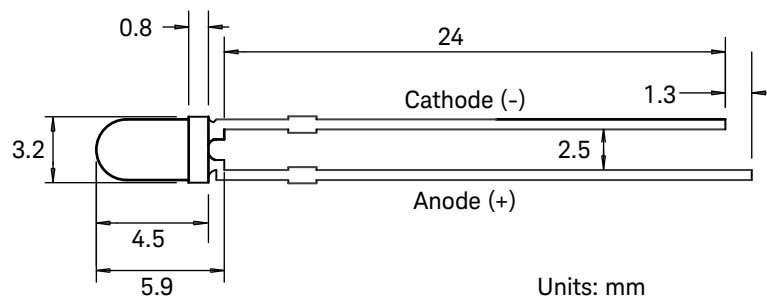 0.8
24
Cathode (-)
1.3
3.2
2.5
Anode (+)
4.5
5.9
Units: mm